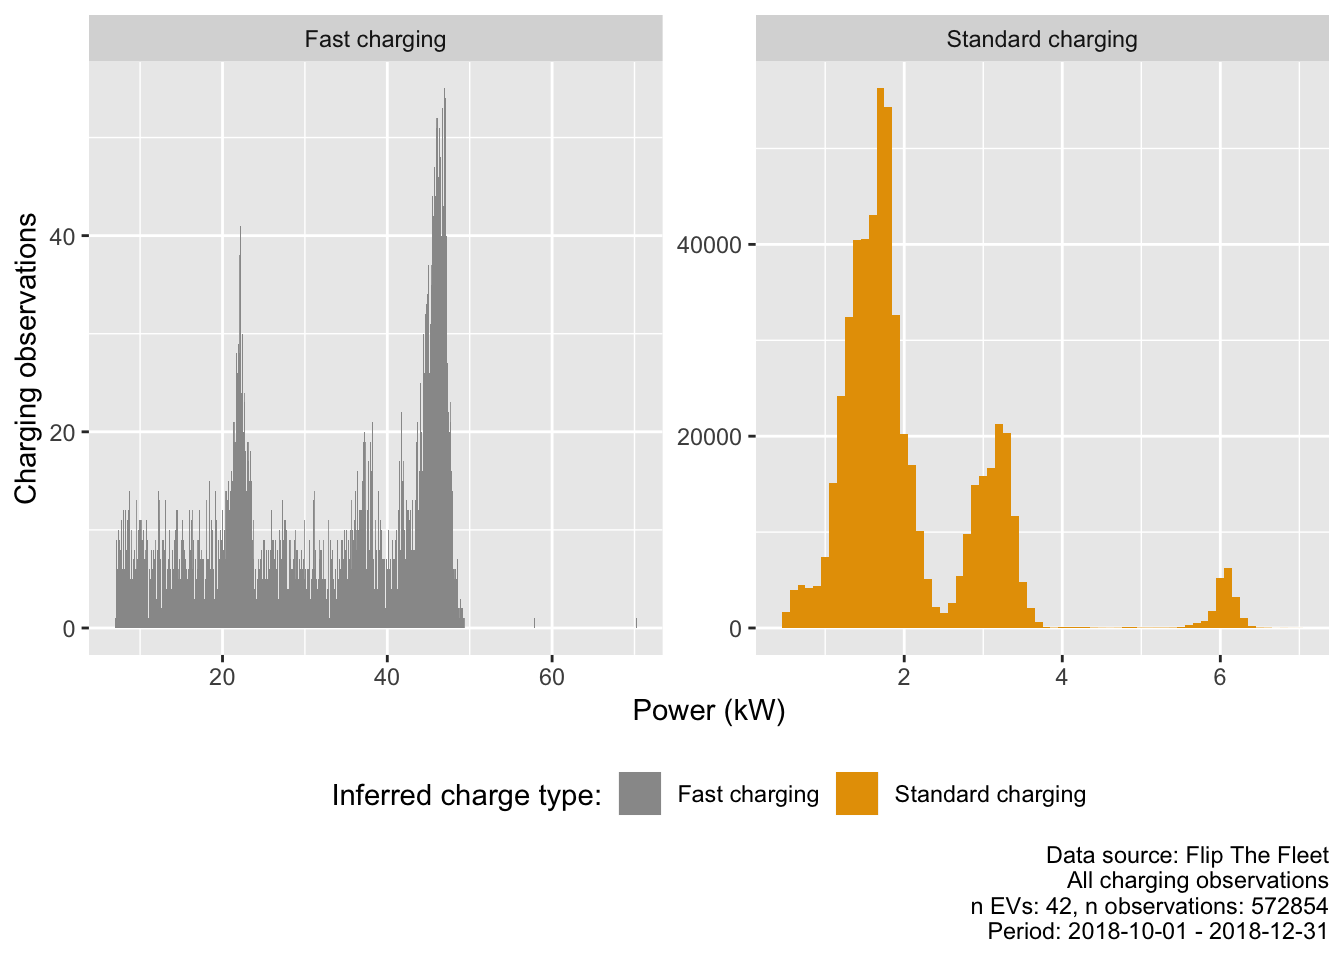 Fast charging
Standard charging
Charging observations
40
20
0
40000
20000
0
20
40
60
2
4
6
Power (kW)
Inferred charge type:
Fast charging
Standard charging
Data source: Flip The Fleet
All charging observations
n EVs: 42, n observations: 572854
Period: 2018-10-01 - 2018-12-31